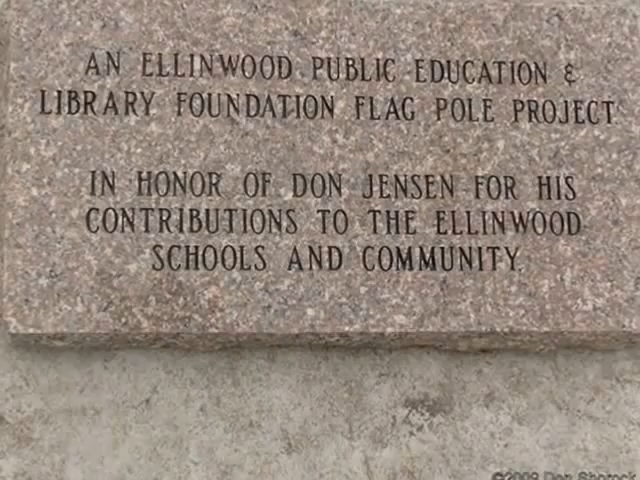 AN ELLINWOOD PUBLIC EDUCATION &
LIBRARY FOUNDATION FLAG POLE PROJECT
IN HONOR OF DON JENSEN FOR HIS
CONTRIBUTIONS TO THE ELLINWOOD
SCHOOLS AND COMMUNITY.
Don